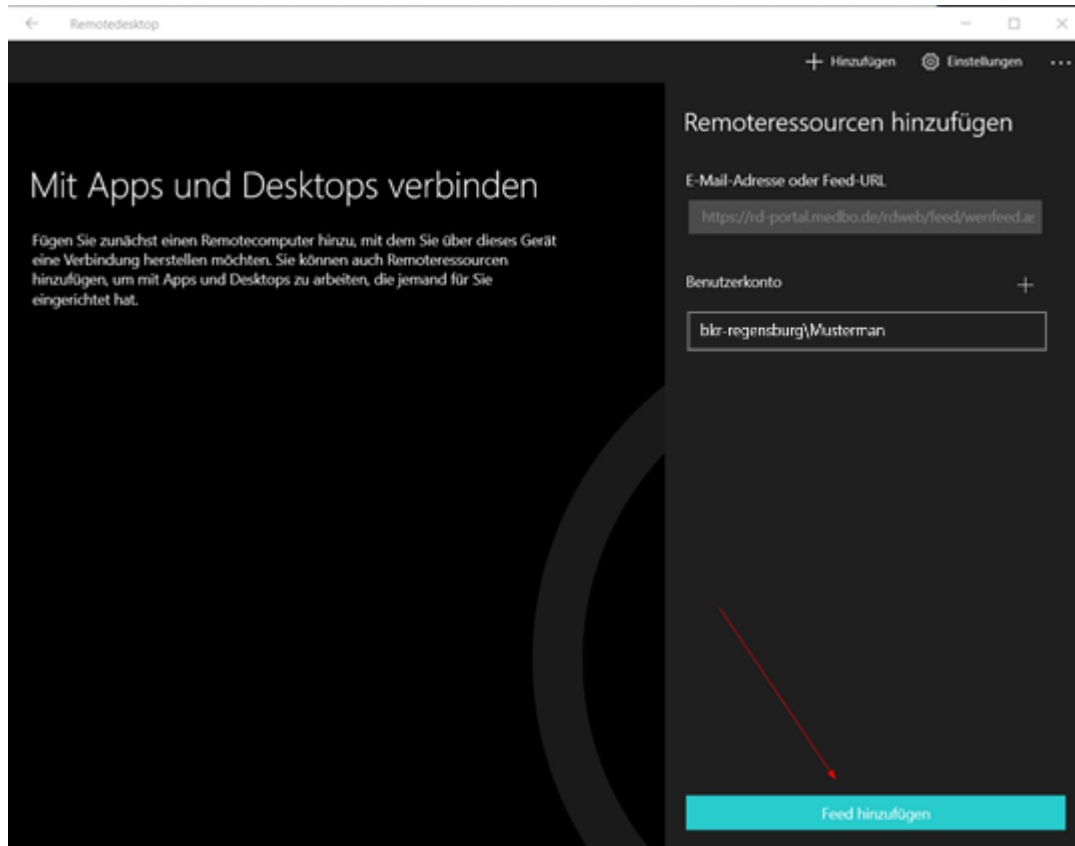 Remotedesktop
Hinzufügen Einstellungen ...
Mit Apps und Desktops verbinden
Fügen Sie zunächst einen Remotecomputer hinzu, mit dem Sie über dieses Gerät
eine Verbindung herstellen möchten. Sie können auch Remoteressourcen
hinzufügen, um mit Apps und Desktops zu arbeiten, die jemand für Sie
eingerichtet hat.
Remoteressourcen hinzufügen
E-Mail-Adresse oder Feed-URL
https://rd-portal.medbo.de/rdweb/feed/wenfeed.as
Benutzerkonto
bkr-regensburg\Musterman
Feed hinzufügen